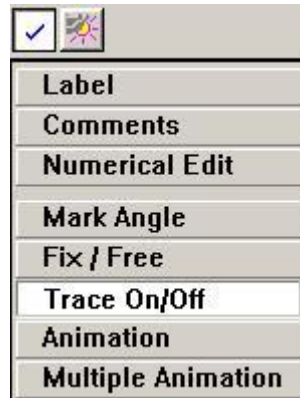 Label
Comments
Numerical Edit
Mark Angle
Fix / Free
Trace On/Off
Animation
Multiple Animation